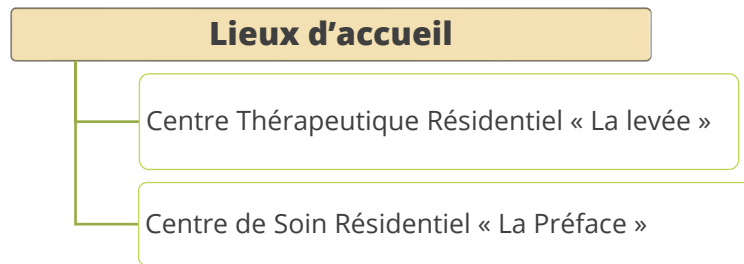 Lieux d’accueil
Centre Thérapeutique Résidentiel « La levée »
Centre de Soin Résidentiel « La Préface »